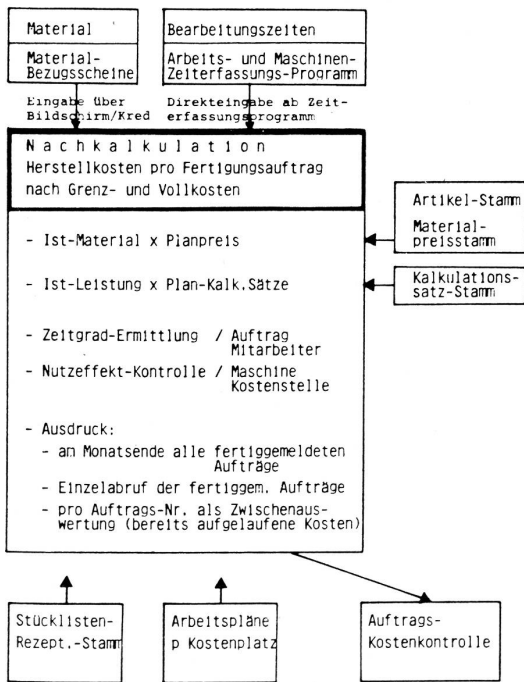 Material
Material-
Bezugsscheine
Bearbeitungszeiten
Arbeits- und Maschinen-
Zeiterfassungs-Programm
Eingabe über
Bildschirm/Kred
Direkteingabe ab Zeit-
erfassungsprogramm
Nachkalkulation
Herstellkosten pro Fertigungsauftrag
nach Grenz- und Vollkosten
Artikel-Stamm
Material-
preisstamm
- Ist-Material x Planpreis
- Ist-Leistung x Plan-Kalk.Sätze
Kalkulations-
satz-Stamm
- Zeitgrad-Ermittlung / Auftrag
Mitarbeiter
- Nutzeffekt-Kontrolle / Maschine
Kostenstelle
- Ausdruck:
- am Monatsende alle fertiggemeldeten
Aufträge
- Einzelabruf der fertiggem. Aufträge
- pro Auftrags-Nr. als Zwischenaus-
wertung (bereits aufgelaufene Kosten)
Stücklisten-
Rezept.-Stamm
Arbeitspläne
p Kostenplatz
Auftrags-
Kostenkontrolle